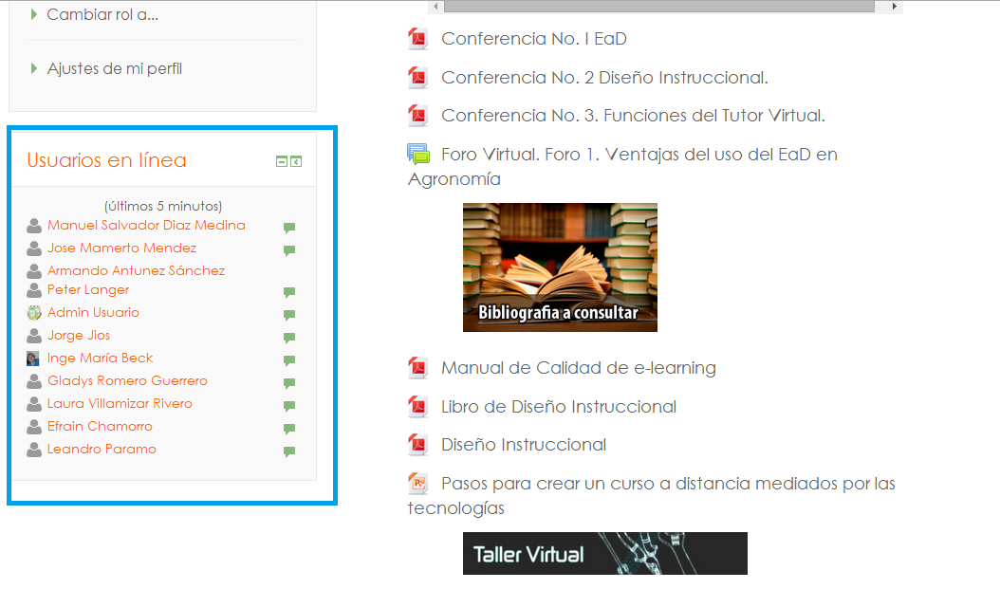 Cambiar rol a...
Ajustes de mi perfil
Usuarios en línea
(últimos 5 minutos)
Manuel Salvador Diaz Medina
Jose Mamerto Mendez
Armando Antunez Sánchez
Peter Langer
Admin Usuario
Jorge Jios
Inge María Beck
Gladys Romero Guerrero
Laura Villamizar Rivero
Efrain Chamorro
Leandro Paramo
Conferencia No. I EaD
Conferencia No. 2 Diseño Instruccional.
Conferencia No. 3. Funciones del Tutor Virtual.
Foro Virtual. Foro 1. Ventajas del uso del EaD en
Agronomía
Bibliografia a consultar
Manual de Calidad de e-learning
Libro de Diseño Instruccional
Diseño Instruccional
Pasos para crear un curso a distancia mediados por las
tecnologías
Taller Virtual